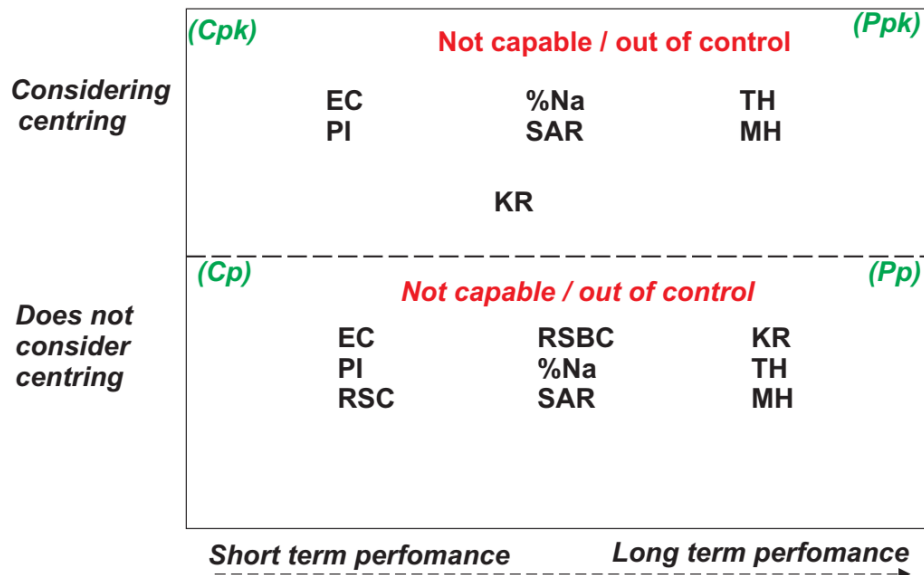 (Cpk) (Ppk)
Not capable / out of control
Considering
centring
EC %Na TH
PI SAR MH
KR
(Cp) (Pp)
Not capable / out of control
Does not
consider
centring
EC RSBC KR
PI %Na TH
RSC SAR MH
Short term perfomance Long term perfomance